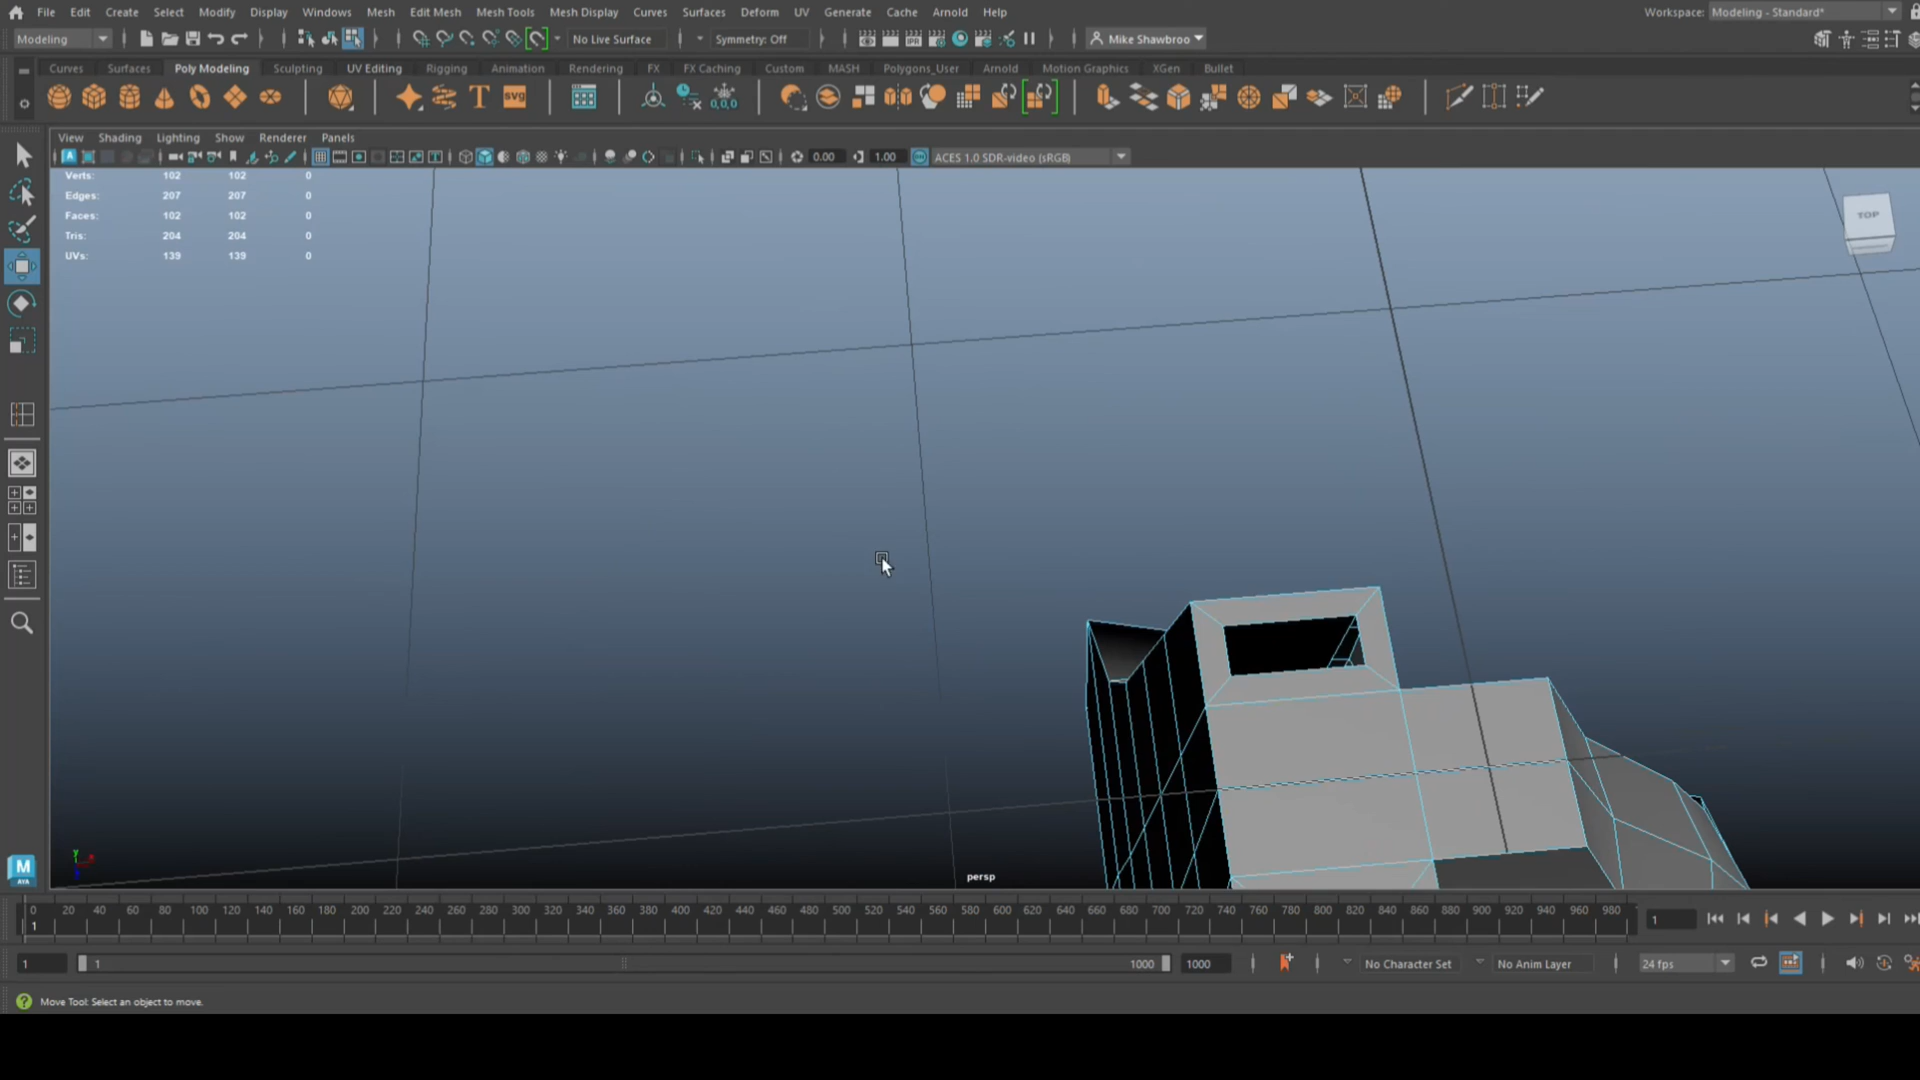 File Edit Create Select Modify Display Windows Mesh Edit Mesh Mesh Tools Mesh Display Curves Surfaces Deform UV Generate Cache Arnold Help Workspace: Modeling - Standard*
Modeling No Live Surface Symmetry: Off Mike Shawbroo
Curves Surfaces Poly Modeling Sculpting UV Editing Rigging Animation Rendering FX FX Caching Custom MASH Polygons_User Arnold Motion Graphics XGen Bullet
T SVG 0,0,0
View Shading Lighting Show Renderer Panels
0.00 1.00 ACES 1.0 SDR-video (sRGB)
Verts: 102 102 0
Edges: 207 207 0
Faces: 102 102 0
Tris: 204 204 0
UVs: 139 139 0
TOP
persp
0 20 40 60 80 100 120 140 160 180 200 220 240 260 280 300 320 340 360 380 400 420 440 460 480 500 520 540 560 580 600 620 640 660 680 700 720 740 760 780 800 820 840 860 880 900 920 940 960 980
1 1
1 1 1000 1000 No Character Set No Anim Layer 24 fps
Move Tool: Select an object to move.